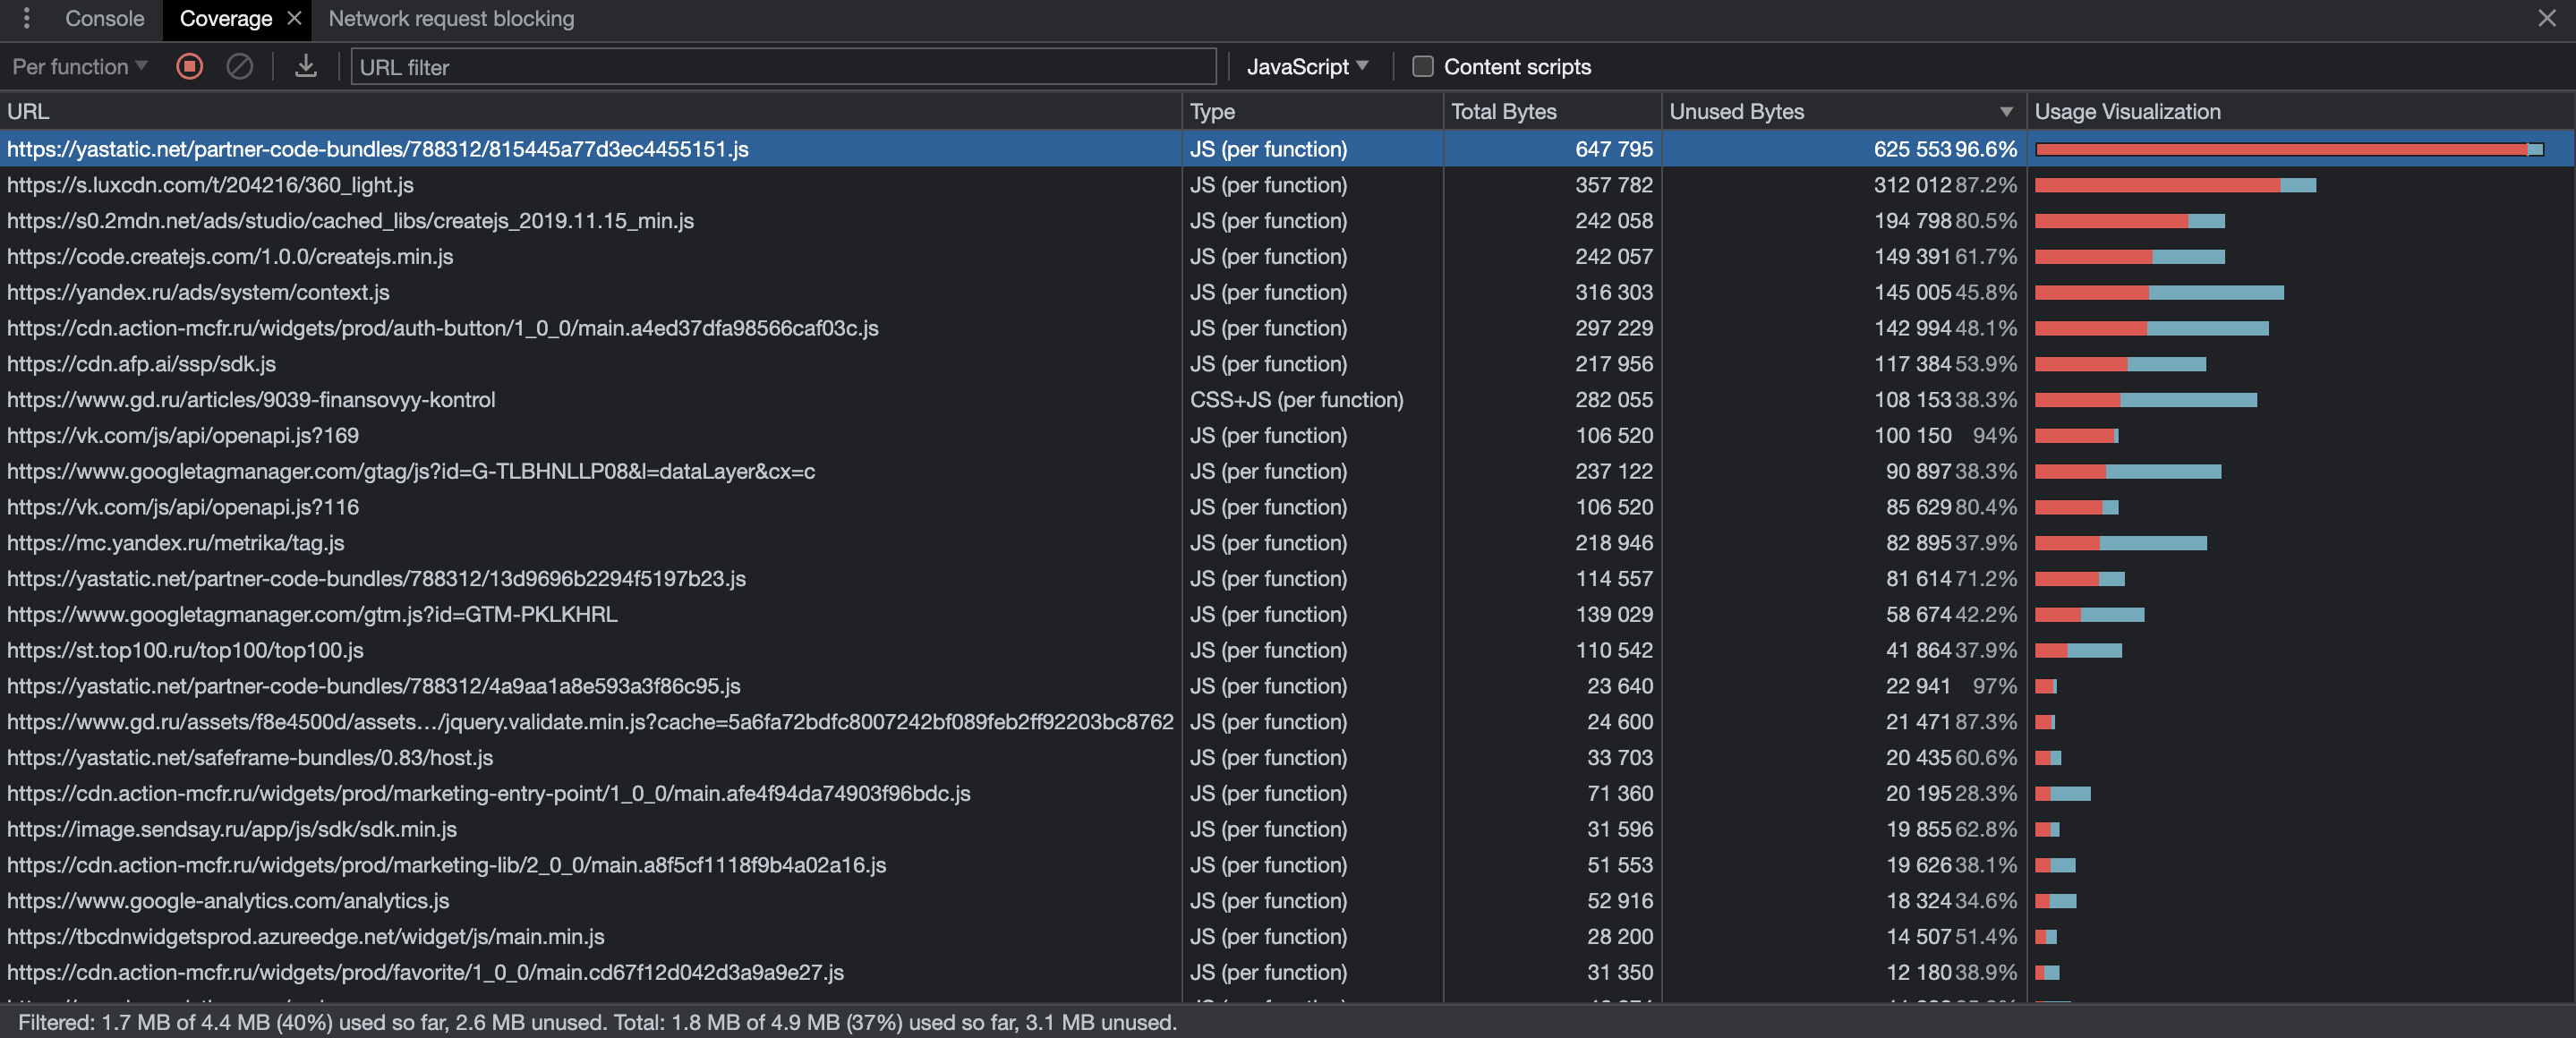 Console Coverage Network request blocking
Per function URL filter JavaScript Content scripts
URL Type Total Bytes Unused Bytes Usage Visualization
https://yastatic.net/partner-code-bundles/788312/815445a77d3ec4455151.js JS (per function) 647 795 625 553 96.6%
https://s.luxcdn.com/t/204216/360_light.js JS (per function) 357 782 312 012 87.2%
https://s0.2mdn.net/ads/studio/cached_libs/createjs_2019.11.15_min.js JS (per function) 242 058 194 798 80.5%
https://code.createjs.com/1.0.0/createjs.min.js JS (per function) 242 057 149 391 61.7%
https://yandex.ru/ads/system/context.js JS (per function) 316 303 145 005 45.8%
https://cdn.action-mcfr.ru/widgets/prod/auth-button/1_0_0/main.a4ed37dfa98566caf03c.js JS (per function) 297 229 142 994 48.1%
https://cdn.afp.ai/ssp/sdk.js JS (per function) 217 956 117 384 53.9%
https://www.gd.ru/articles/9039-finansovyy-kontrol CSS+JS (per function) 282 055 108 153 38.3%
https://vk.com/js/api/openapi.js?169 JS (per function) 106 520 100 150 94%
https://www.googletagmanager.com/gtag/js?id=G-TLBHNLLP08&l=dataLayer&cx=c JS (per function) 237 122 90 897 38.3%
https://vk.com/js/api/openapi.js?116 JS (per function) 106 520 85 629 80.4%
https://mc.yandex.ru/metrika/tag.js JS (per function) 218 946 82 895 37.9%
https://yastatic.net/partner-code-bundles/788312/13d9696b2294f5197b23.js JS (per function) 114 557 81 614 71.2%
https://www.googletagmanager.com/gtm.js?id=GTM-PKLKHRL JS (per function) 139 029 58 674 42.2%
https://st.top100.ru/top100/top100.js JS (per function) 110 542 41 864 37.9%
https://yastatic.net/partner-code-bundles/788312/4a9aa1a8e593a3f86c95.js JS (per function) 23 640 22 941 97%
https://www.gd.ru/assets/f8e4500d/assets…/jquery.validate.min.js?cache=5a6fa72bdfc8007242bf089feb2ff92203bc8762 JS (per function) 24 600 21 471 87.3%
https://yastatic.net/safeframe-bundles/0.83/host.js JS (per function) 33 703 20 435 60.6%
https://cdn.action-mcfr.ru/widgets/prod/marketing-entry-point/1_0_0/main.afe4f94da74903f96bdc.js JS (per function) 71 360 20 195 28.3%
https://image.sendsay.ru/app/js/sdk/sdk.min.js JS (per function) 31 596 19 855 62.8%
https://cdn.action-mcfr.ru/widgets/prod/marketing-lib/2_0_0/main.a8f5cf1118f9b4a02a16.js JS (per function) 51 553 19 626 38.1%
https://www.google-analytics.com/analytics.js JS (per function) 52 916 18 324 34.6%
https://tbcdnwidgetsprod.azureedge.net/widget/js/main.min.js JS (per function) 28 200 14 507 51.4%
https://cdn.action-mcfr.ru/widgets/prod/favorite/1_0_0/main.cd67f12d042d3a9a9e27.js JS (per function) 31 350 12 180 38.9%
Filtered: 1.7 MB of 4.4 MB (40%) used so far, 2.6 MB unused. Total: 1.8 MB of 4.9 MB (37%) used so far, 3.1 MB unused.